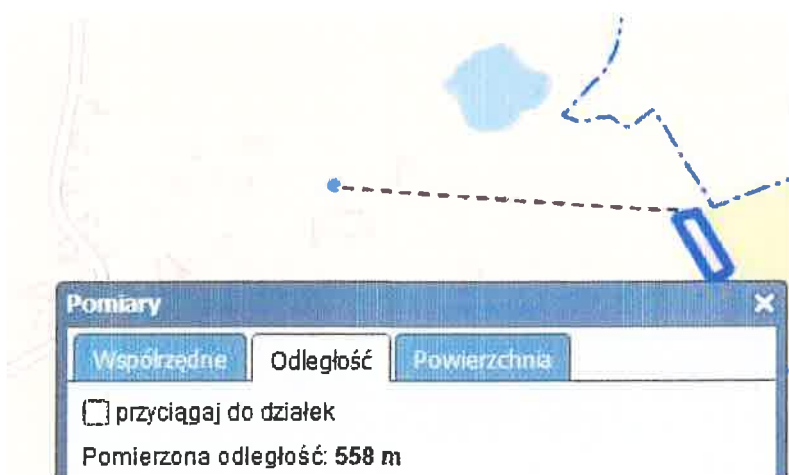 Pomiary
Współrzędne Odległość Powierzchnia
przyciągaj do działek
Pomierzona odległość: 558 m